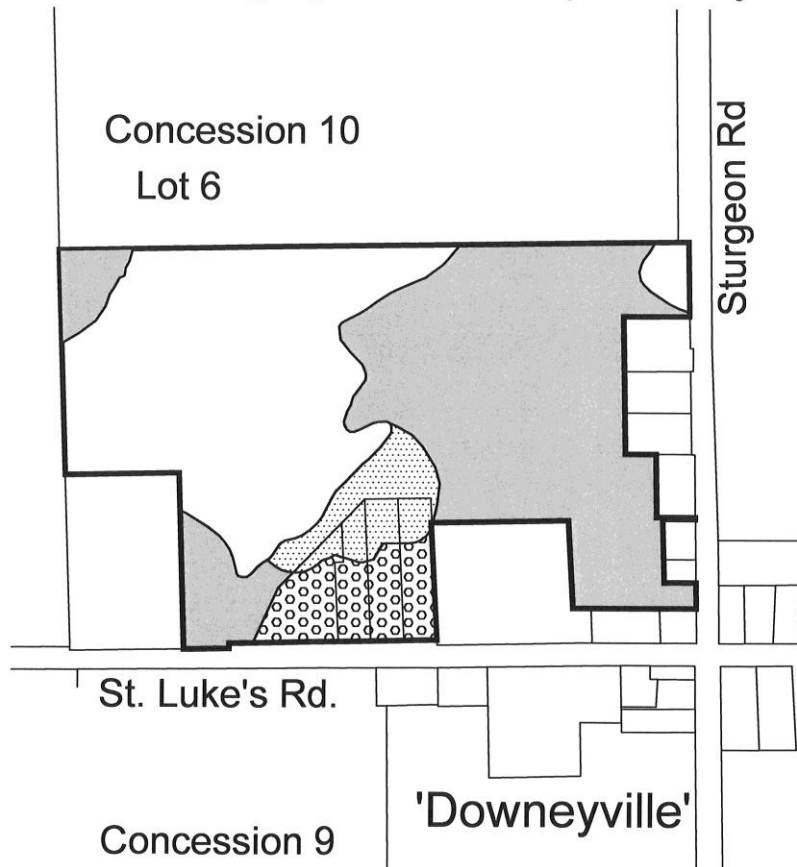 Concession 10
Lot 6
Sturgeon Rd
St. Luke's Rd.
'Downeyville'
Concession 9